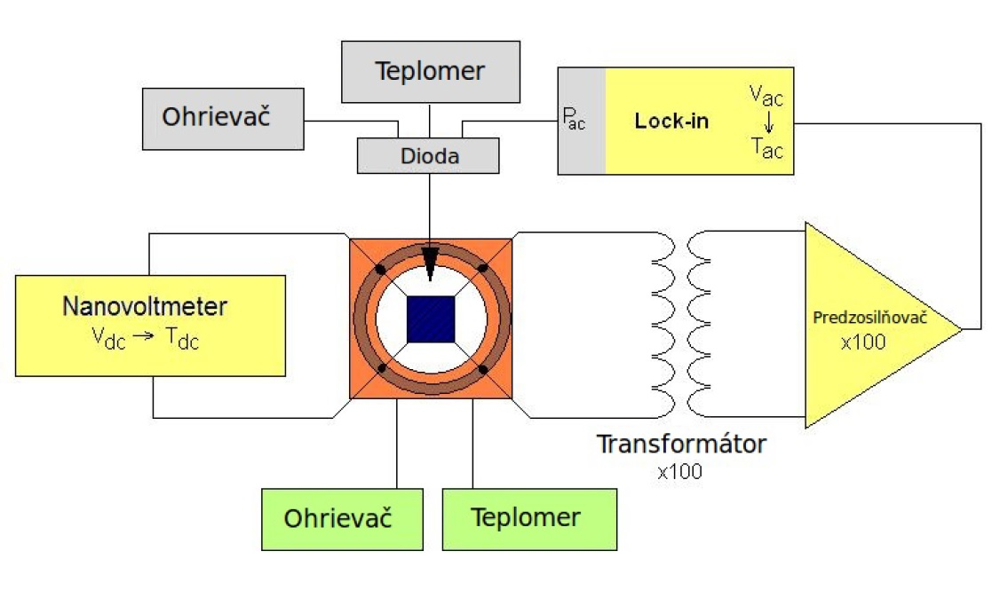 Teplomer
Ohrievač
Dioda
Pac
Lock-in
Vac
↓
Tac
Nanovoltmeter
Vdc → Tdc
Predzosilňovač
x100
Transformátor
x100
Ohrievač
Teplomer